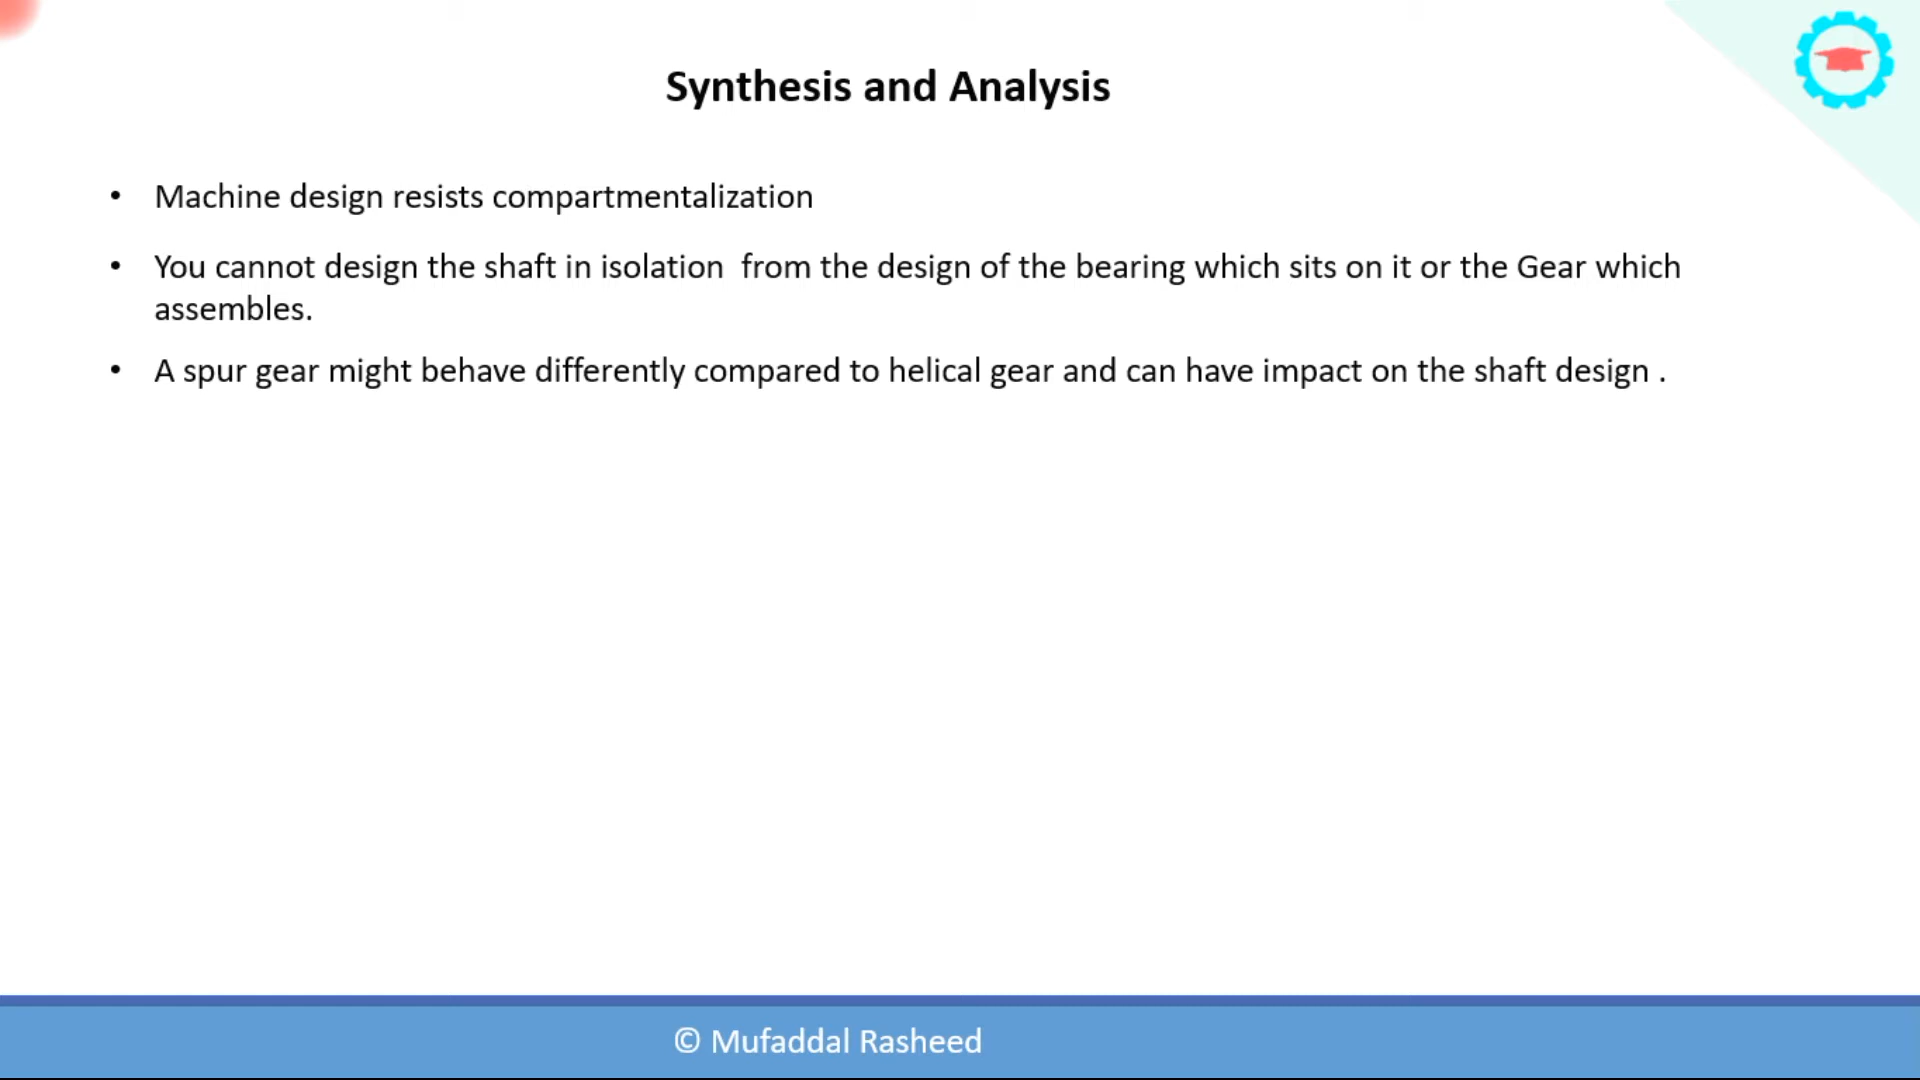 Synthesis and Analysis
• Machine design resists compartmentalization
• You cannot design the shaft in isolation  from the design of the bearing which sits on it or the Gear which
assembles.
• A spur gear might behave differently compared to helical gear and can have impact on the shaft design .
© Mufaddal Rasheed